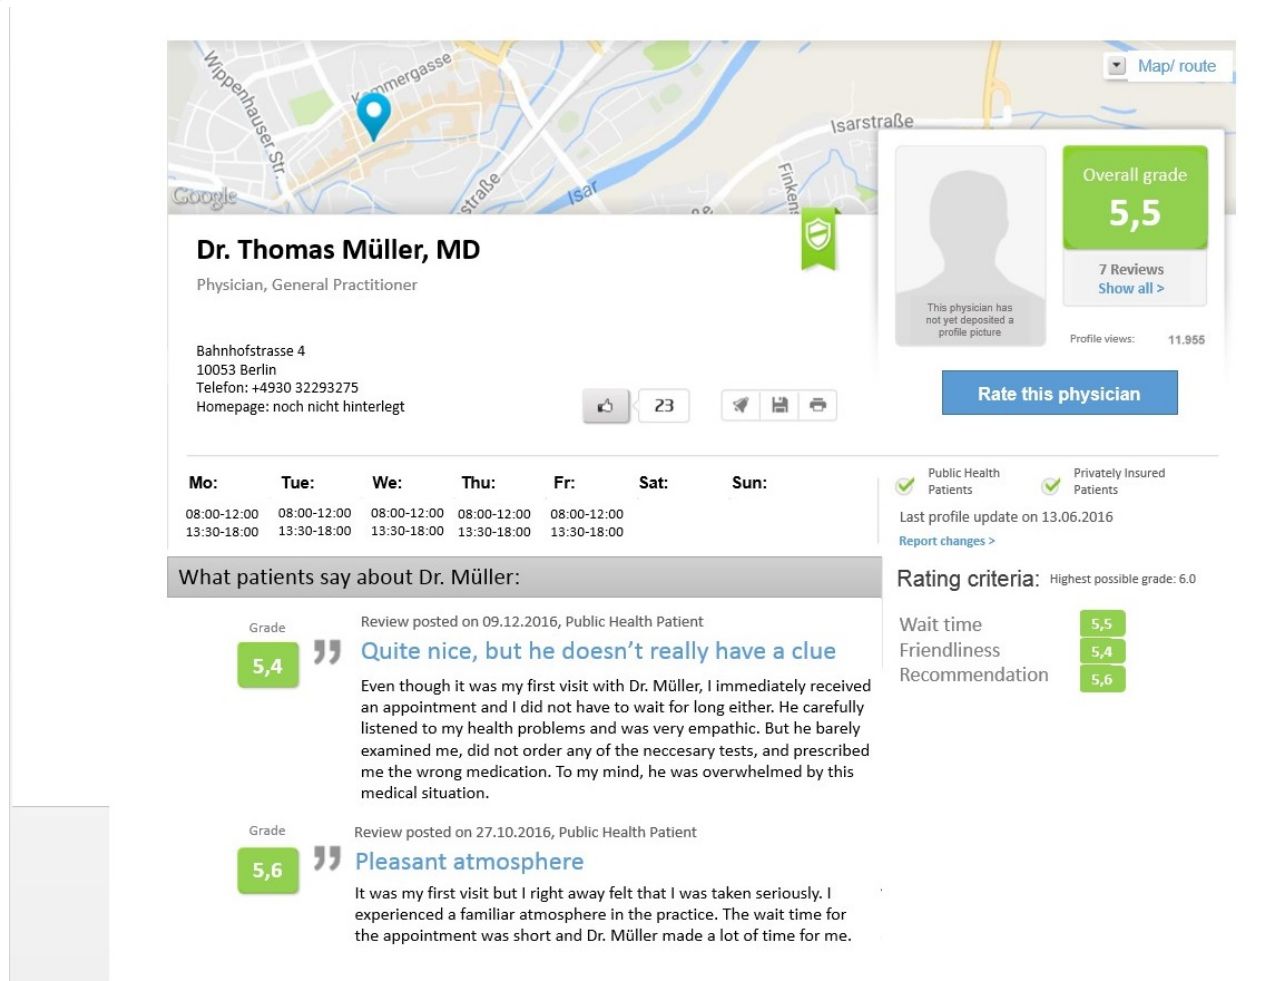 Wippenhauser Str.
Kammergasse
Isarstraße
Map/ route
Google
straße
Isar
Finkens
Overall grade
5,5
7 Reviews
Show all >
This physician has
not yet deposited a
profile picture
Profile views: 11.955
Rate this physician
Dr. Thomas Müller, MD
Physician, General Practitioner
Bahnhofstrasse 4
10053 Berlin
Telefon: +4930 32293275
Homepage: noch nicht hinterlegt
23
Mo: Tue: We: Thu: Fr: Sat: Sun:
08:00-12:00 08:00-12:00 08:00-12:00 08:00-12:00 08:00-12:00
13:30-18:00 13:30-18:00 13:30-18:00 13:30-18:00 13:30-18:00
Public Health
Patients
Privately Insured
Patients
Last profile update on 13.06.2016
Report changes >
What patients say about Dr. Müller:
Rating criteria: Highest possible grade: 6.0
Wait time 5,5
Friendliness 5,4
Recommendation 5,6
Grade
5,4
Review posted on 09.12.2016, Public Health Patient
Quite nice, but he doesn't really have a clue
Even though it was my first visit with Dr. Müller, I immediately received
an appointment and I did not have to wait for long either. He carefully
listened to my health problems and was very empathic. But he barely
examined me, did not order any of the neccesary tests, and prescribed
me the wrong medication. To my mind, he was overwhelmed by this
medical situation.
Grade
5,6
Review posted on 27.10.2016, Public Health Patient
Pleasant atmosphere
It was my first visit but I right away felt that I was taken seriously. I
experienced a familiar atmosphere in the practice. The wait time for
the appointment was short and Dr. Müller made a lot of time for me.